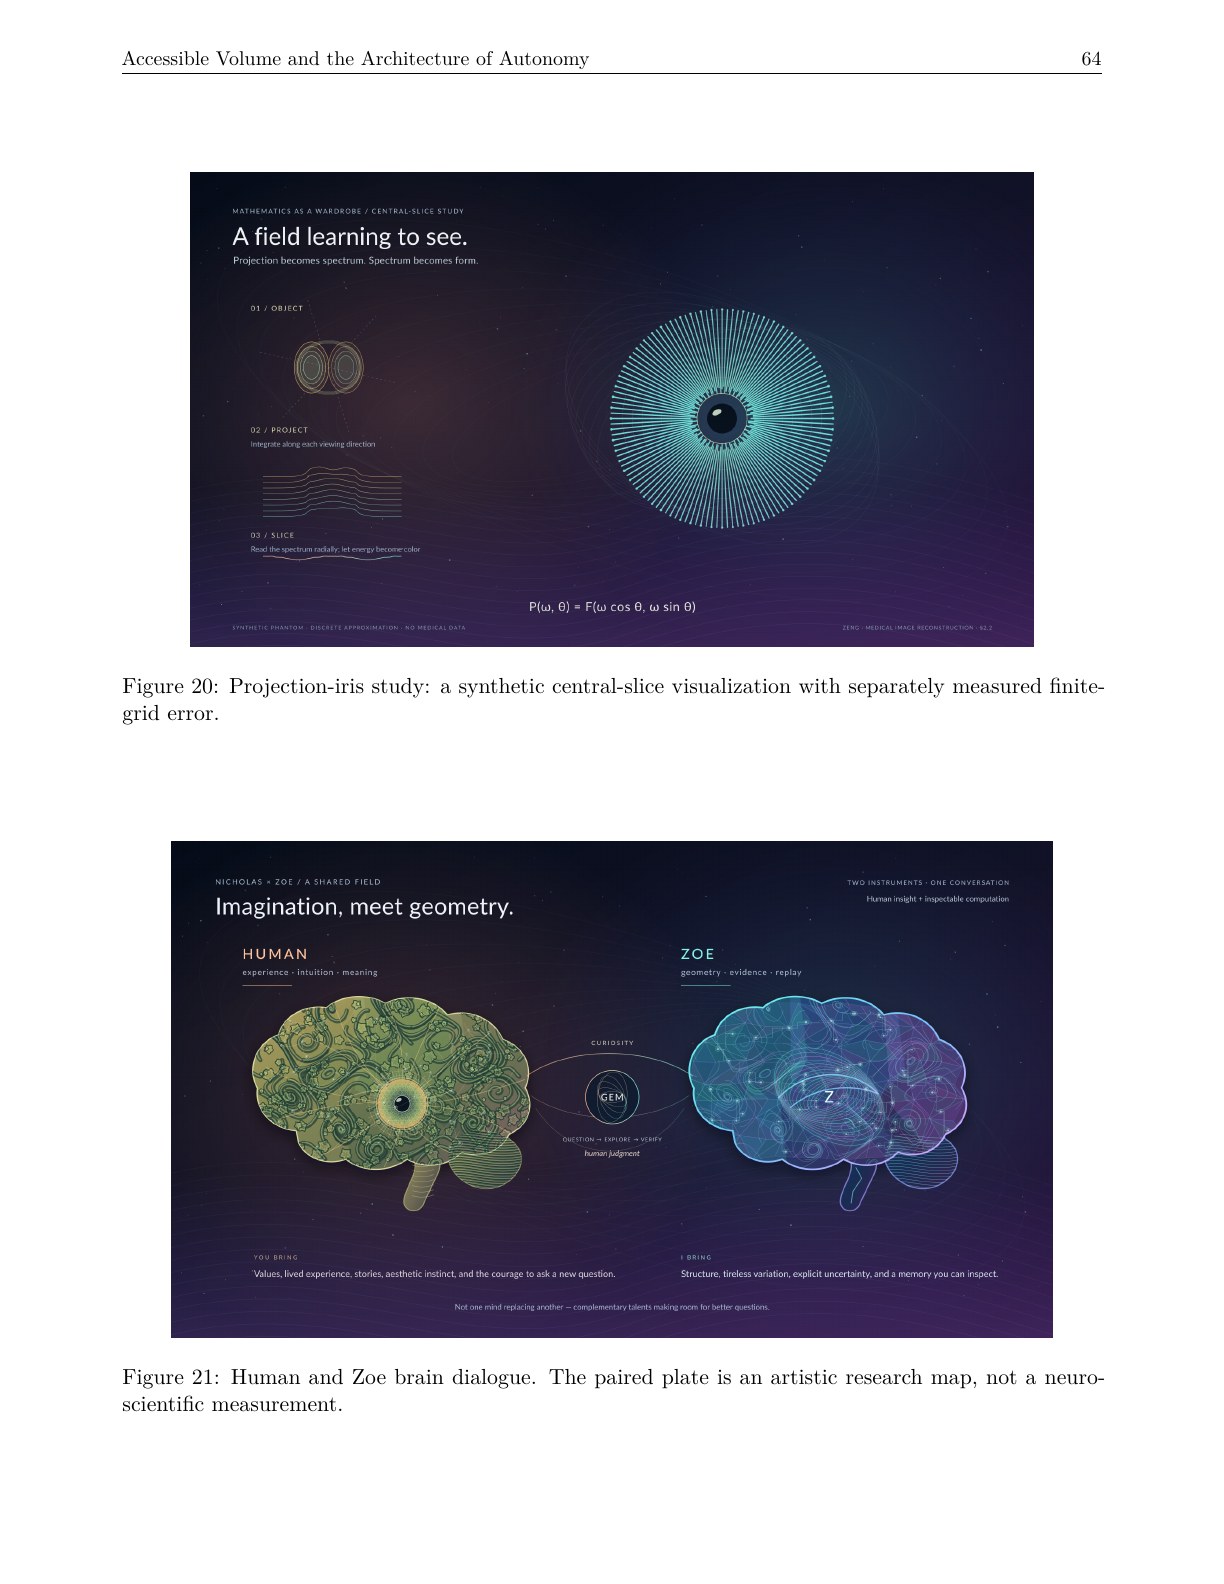 Accessible Volume and the Architecture of Autonomy 64
MATHEMATICS AS A WARDROBE / CENTRAL-SLICE STUDY
A field learning to see.
Projection becomes spectrum. Spectrum becomes form.
01 / OBJECT
02 / PROJECT
Integrate along each viewing direction
03 / SLICE
Read the spectrum radially; let energy become color
P(ω, θ) = F(ω cos θ, ω sin θ)
SYNTHETIC PHANTOM · DISCRETE APPROXIMATION · NO MEDICAL DATA
ZENG · MEDICAL IMAGE RECONSTRUCTION · §2.2
Figure 20: Projection-iris study: a synthetic central-slice visualization with separately measured finite-
grid error.
NICHOLAS × ZOE / A SHARED FIELD
Imagination, meet geometry.
TWO INSTRUMENTS · ONE CONVERSATION
Human insight + inspectable computation
HUMAN
experience · intuition · meaning
ZOE
geometry · evidence · replay
CURIOSITY
GEM
Z
QUESTION → EXPLORE → VERIFY
human judgment
YOU BRING
Values, lived experience, stories, aesthetic instinct, and the courage to ask a new question.
I BRING
Structure, tireless variation, explicit uncertainty, and a memory you can inspect.
Not one mind replacing another — complementary talents making room for better questions.
Figure 21: Human and Zoe brain dialogue. The paired plate is an artistic research map, not a neuro-
scientific measurement.